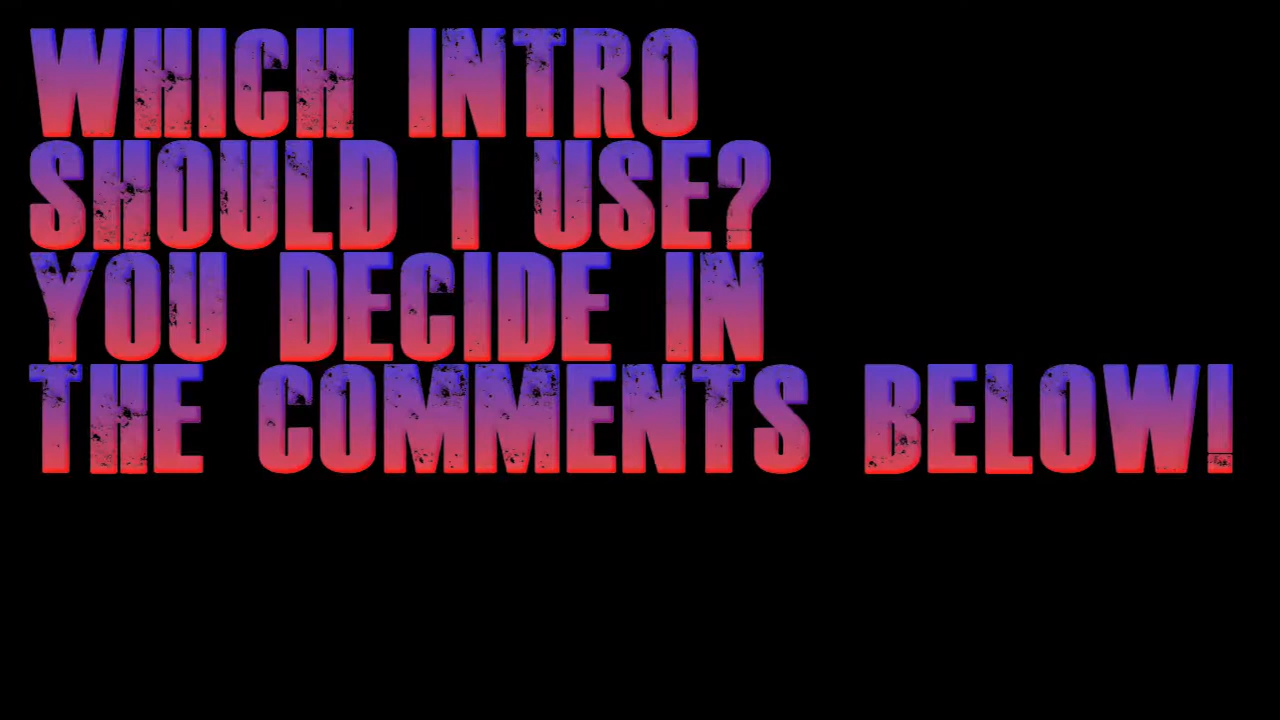 WHICH INTRO
SHOULD I USE?
YOU DECIDE IN
THE COMMENTS BELOW!